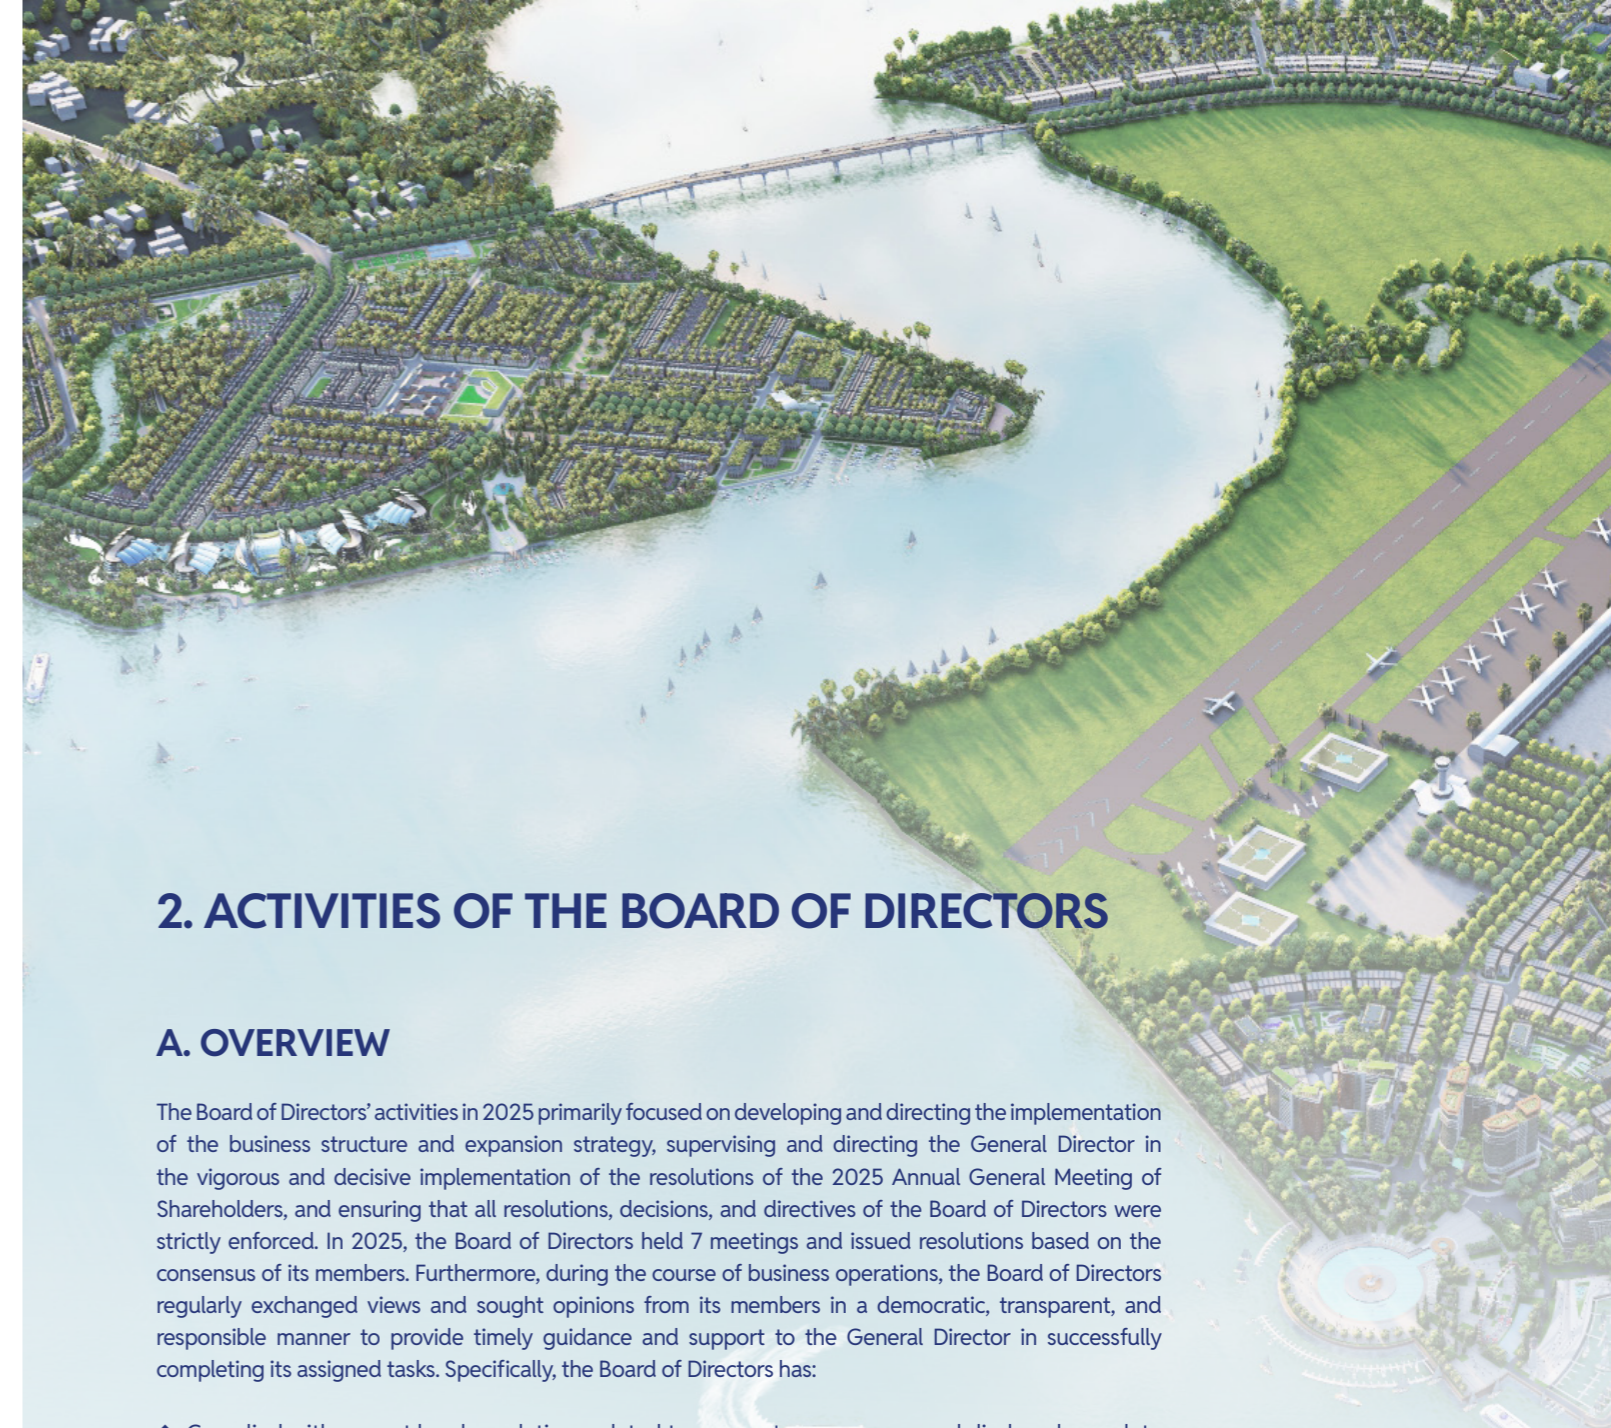 2. ACTIVITIES OF THE BOARD OF DIRECTORS
A. OVERVIEW
The Board of Directors’ activities in 2025 primarily focused on developing and directing the implementation
of the business structure and expansion strategy, supervising and directing the General Director in
the vigorous and decisive implementation of the resolutions of the 2025 Annual General Meeting of
Shareholders, and ensuring that all resolutions, decisions, and directives of the Board of Directors were
strictly enforced. In 2025, the Board of Directors held 7 meetings and issued resolutions based on the
consensus of its members. Furthermore, during the course of business operations, the Board of Directors
regularly exchanged views and sought opinions from its members in a democratic, transparent, and
responsible manner to provide timely guidance and support to the General Director in successfully
completing its assigned tasks. Specifically, the Board of Directors has: